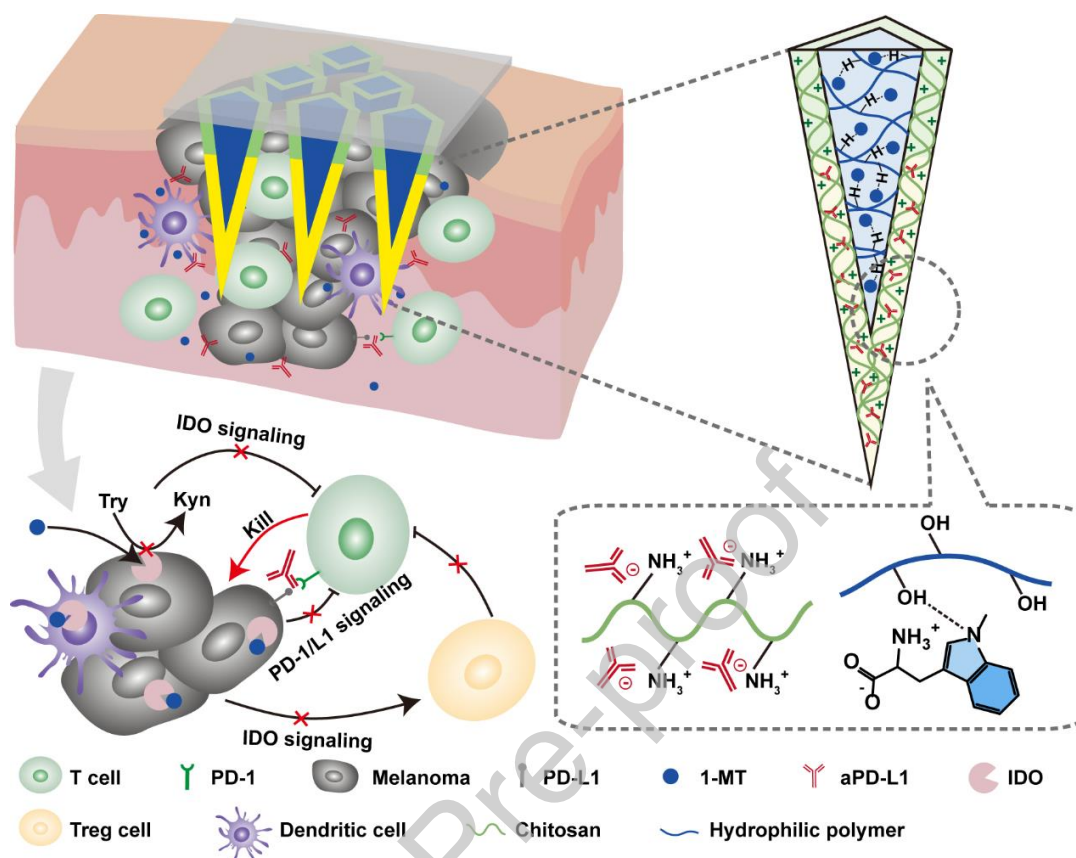 H
H
H
H
H
H
H
H
H
+
IDO signaling
Try
Kyn
Kill
PD-1/L1 signaling
IDO signaling
NH3+
NH3+
NH3+
NH3+
OH
OH
OH
NH3+
N
O
O
-
T cell
PD-1
Melanoma
PD-L1
1-MT
aPD-L1
IDO
Treg cell
Dendritic cell
Chitosan
Hydrophilic polymer
Pre-proof